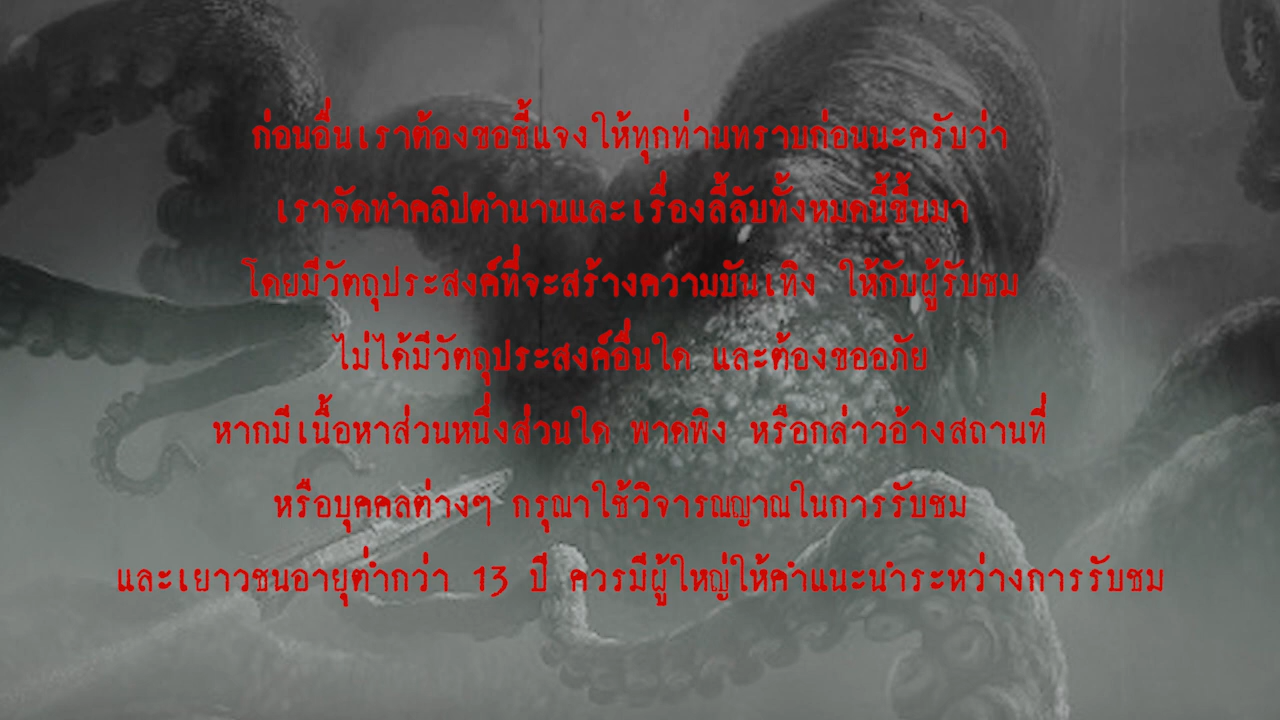 ก่อนอื่นเราต้องขอชี้แจงให้ทุกท่านทราบก่อนนะครับว่า
เราจัดทำคลิปตำนานและเรื่องลี้ลับทั้งหมดนี้ขึ้นมา
โดยมีวัตถุประสงค์ที่จะสร้างความบันเทิง ให้กับผู้รับชม
ไม่ได้มีวัตถุประสงค์อื่นใด และต้องขออภัย
หากมีเนื้อหาส่วนหนึ่งส่วนใด พาดพิง หรือกล่าวอ้างสถานที่
หรือบุคคลต่างๆ กรุณาใช้วิจารณญาณในการรับชม
และเยาวชนอายุต่ำกว่า 13 ปี ควรมีผู้ใหญ่ให้คำแนะนำระหว่างการรับชม